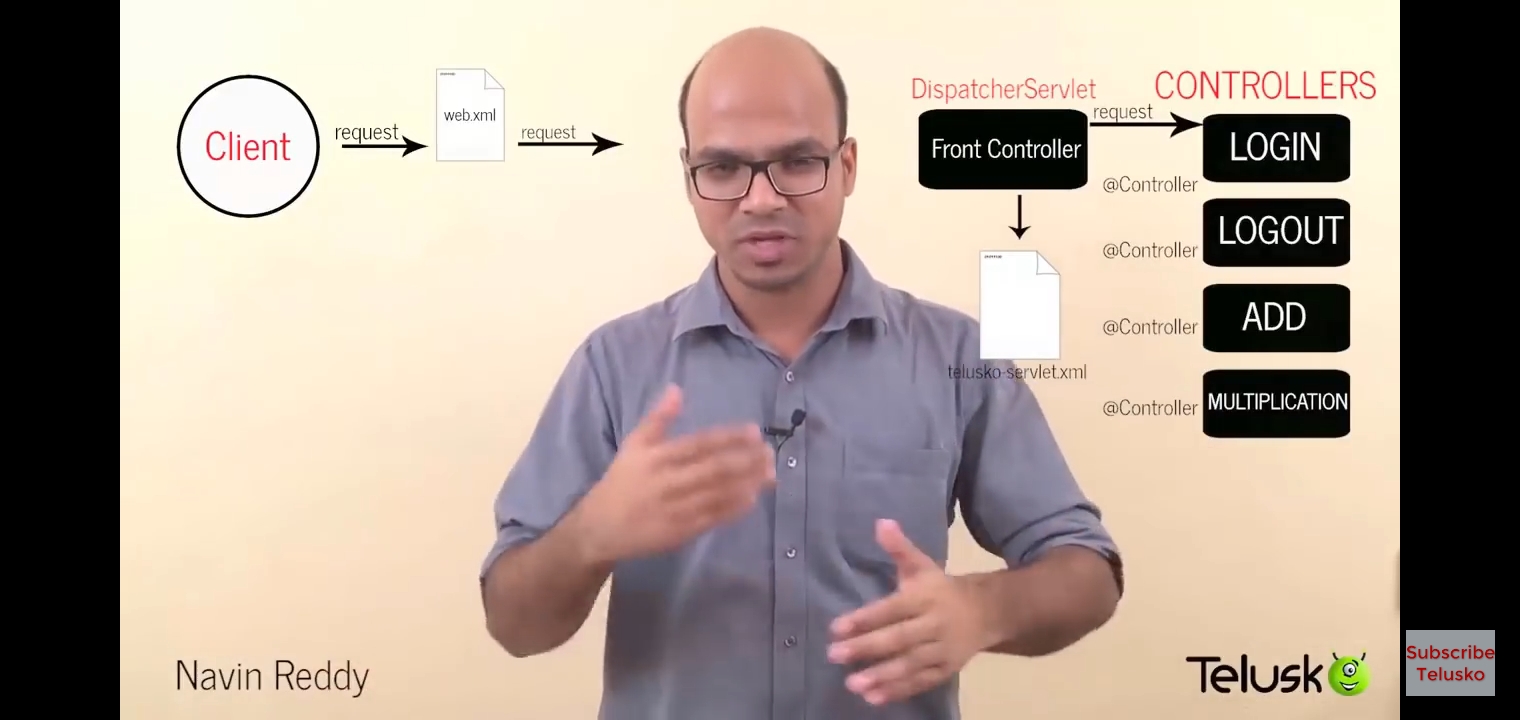 Client
request
web.xml
request
DispatcherServlet
Front Controller
request
CONTROLLERS
LOGIN
@Controller
LOGOUT
@Controller
ADD
@Controller
MULTIPLICATION
@Controller
telusko-servlet.xml
Navin Reddy
Telusko
Subscribe
Telusko